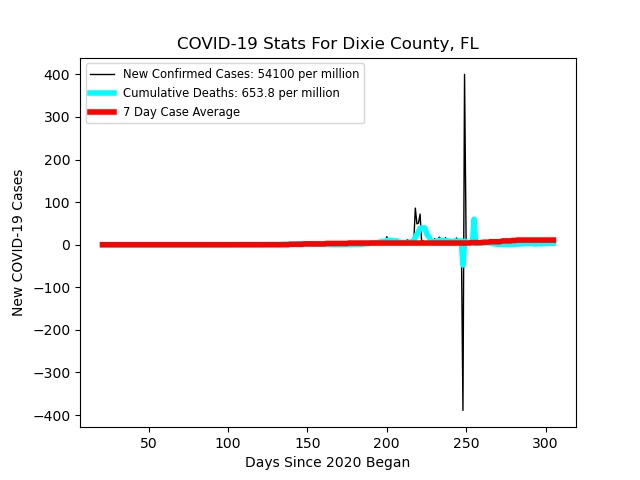 COVID-19 Stats For Dixie County, FL
New Confirmed Cases: 54100 per million
Cumulative Deaths: 653.8 per million
7 Day Case Average
New COVID-19 Cases
400
300
200
100
0
−100
−200
−300
−400
50 100 150 200 250 300
Days Since 2020 Began